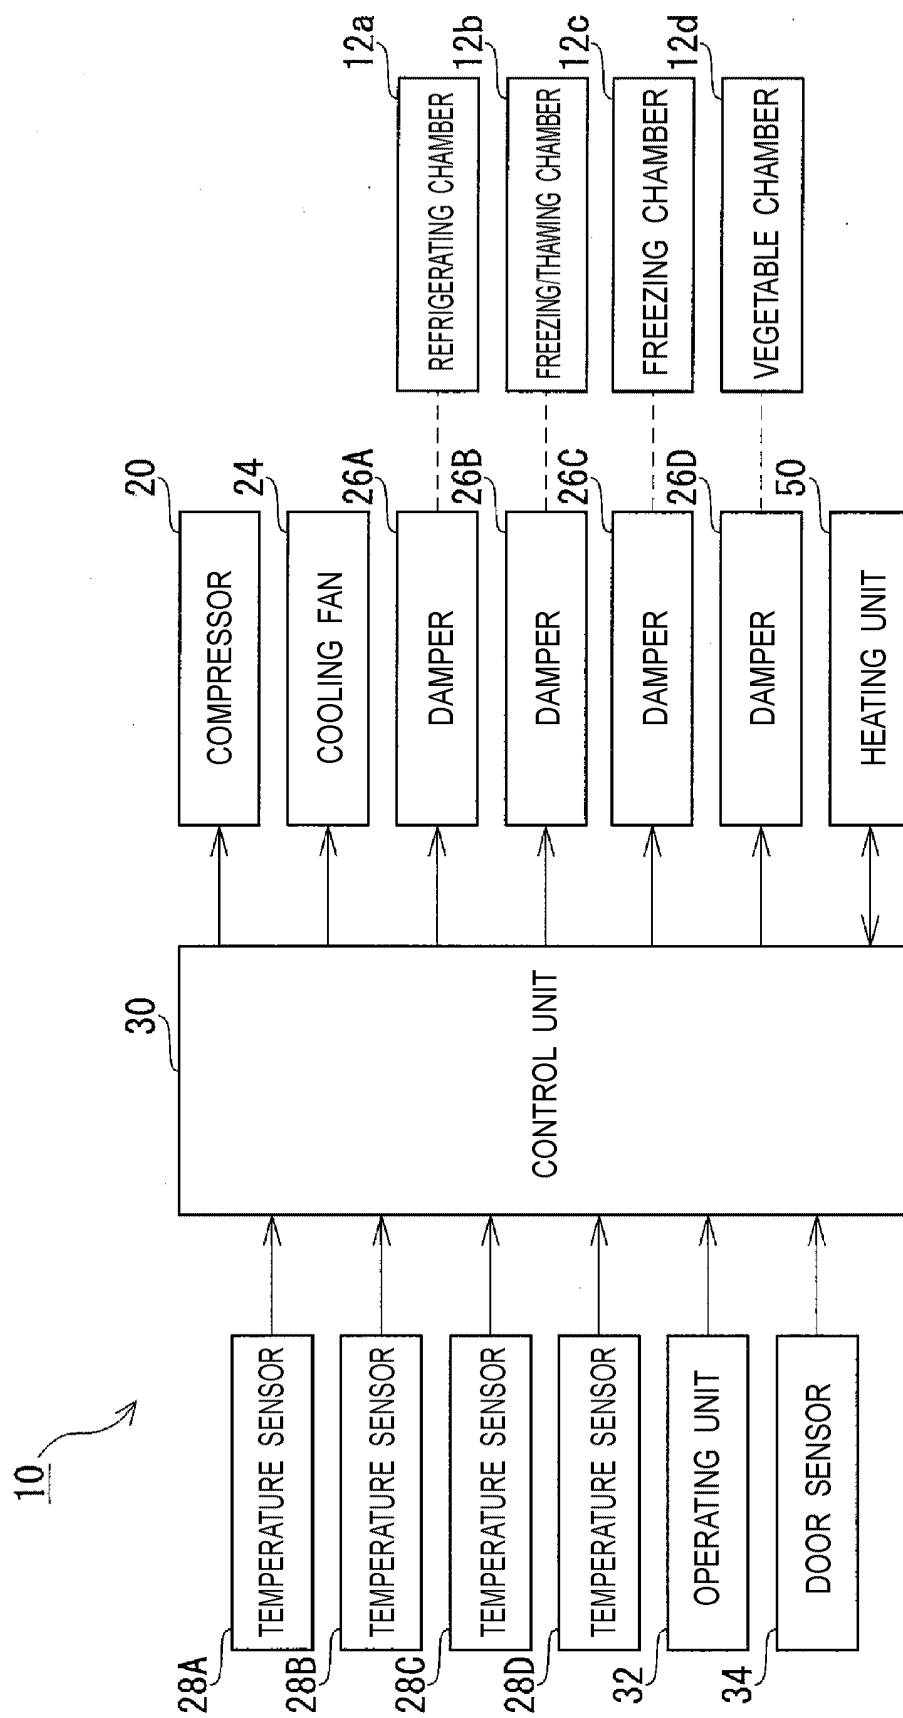 10
28A
TEMPERATURE SENSOR
28B
TEMPERATURE SENSOR
28C
TEMPERATURE SENSOR
28D
TEMPERATURE SENSOR
32
OPERATING UNIT
34
DOOR SENSOR
30
CONTROL UNIT
20
COMPRESSOR
24
COOLING FAN
26A
DAMPER
26B
DAMPER
26C
DAMPER
26D
DAMPER
50
HEATING UNIT
12a
REFRIGERATING CHAMBER
12b
FREEZING/THAWING CHAMBER
12c
FREEZING CHAMBER
12d
VEGETABLE CHAMBER